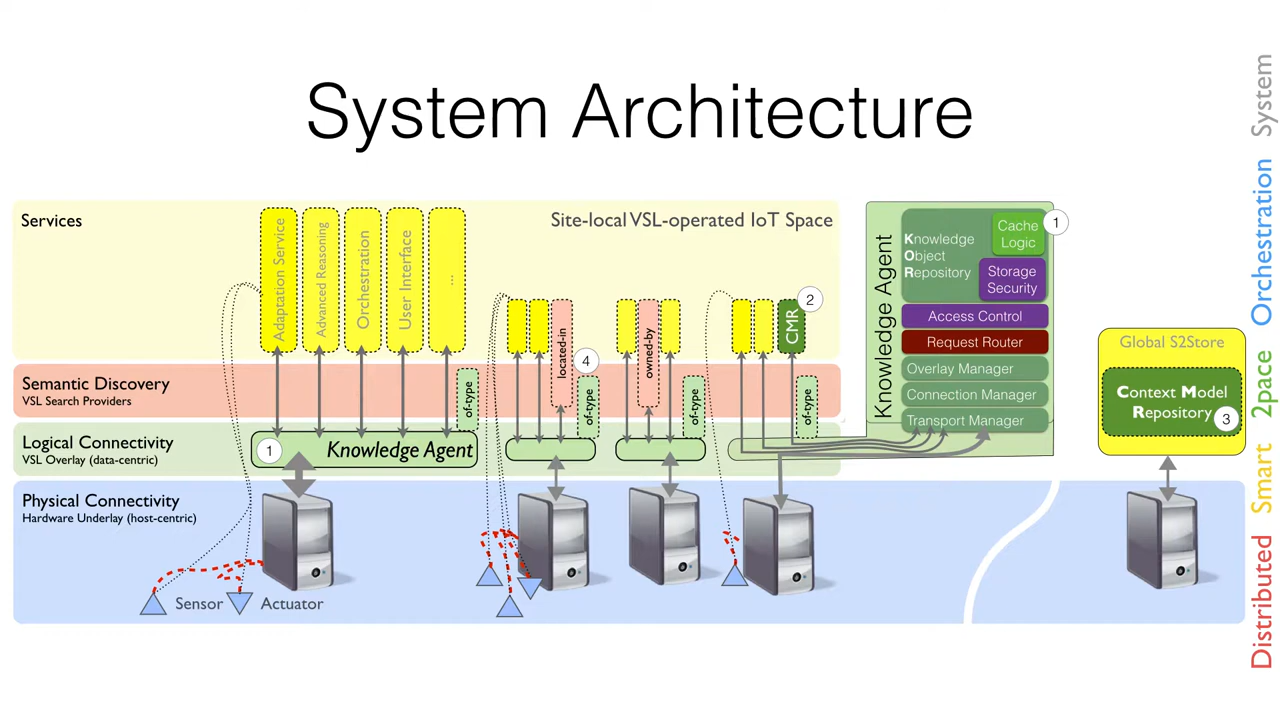 System Architecture
Services
Site-local VSL-operated IoT Space
Adaptation Service
Advanced Reasoning
Orchestration
User Interface
...
located-in
owned-by
CMR
2
4
Semantic Discovery
VSL Search Providers
of-type
of-type
of-type
of-type
Logical Connectivity
VSL Overlay (data-centric)
1
Knowledge Agent
Physical Connectivity
Hardware Underlay (host-centric)
Sensor
Actuator
Knowledge Agent
Knowledge
Object
Repository
Cache
Logic
1
Storage
Security
Access Control
Request Router
Overlay Manager
Connection Manager
Transport Manager
Global S2Store
Context Model
Repository
3
Distributed Smart 2pace Orchestration System